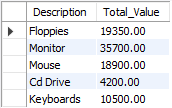 Description Total_Value
Floppies 19350.00
Monitor 35700.00
Mouse 18900.00
Cd Drive 4200.00
Keyboards 10500.00